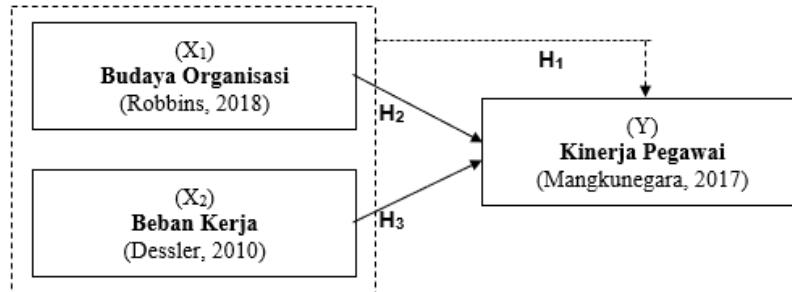 (X₁)
Budaya Organisasi
(Robbins, 2018)
H₁
H₂
(Y)
Kinerja Pegawai
(Mangkunegara, 2017)
(X₂)
Beban Kerja
(Dessler, 2010)
H₃